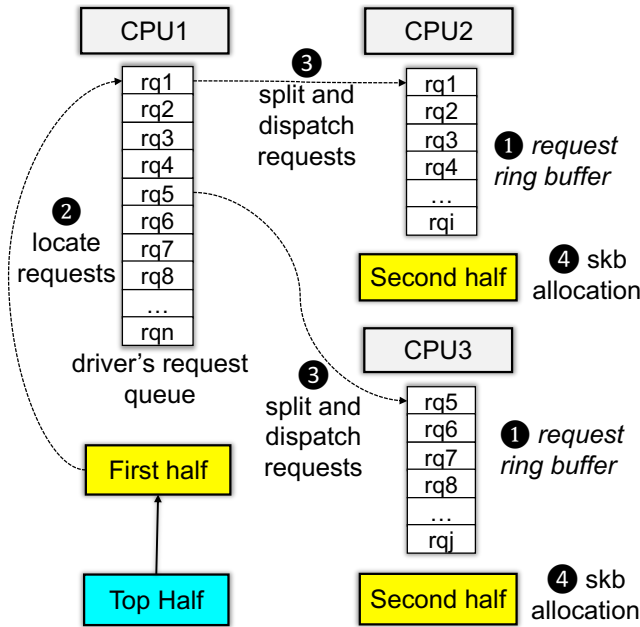 CPU1
rq1
rq2
rq3
rq4
rq5
rq6
rq7
rq8
...
rqn
driver's request
queue
❷
locate
requests
First half
Top Half
❸
split and
dispatch
requests
❸
split and
dispatch
requests
CPU2
rq1
rq2
rq3
rq4
...
rqi
❶ request
ring buffer
Second half
❹ skb
allocation
CPU3
rq5
rq6
rq7
rq8
...
rqj
❶ request
ring buffer
Second half
❹ skb
allocation